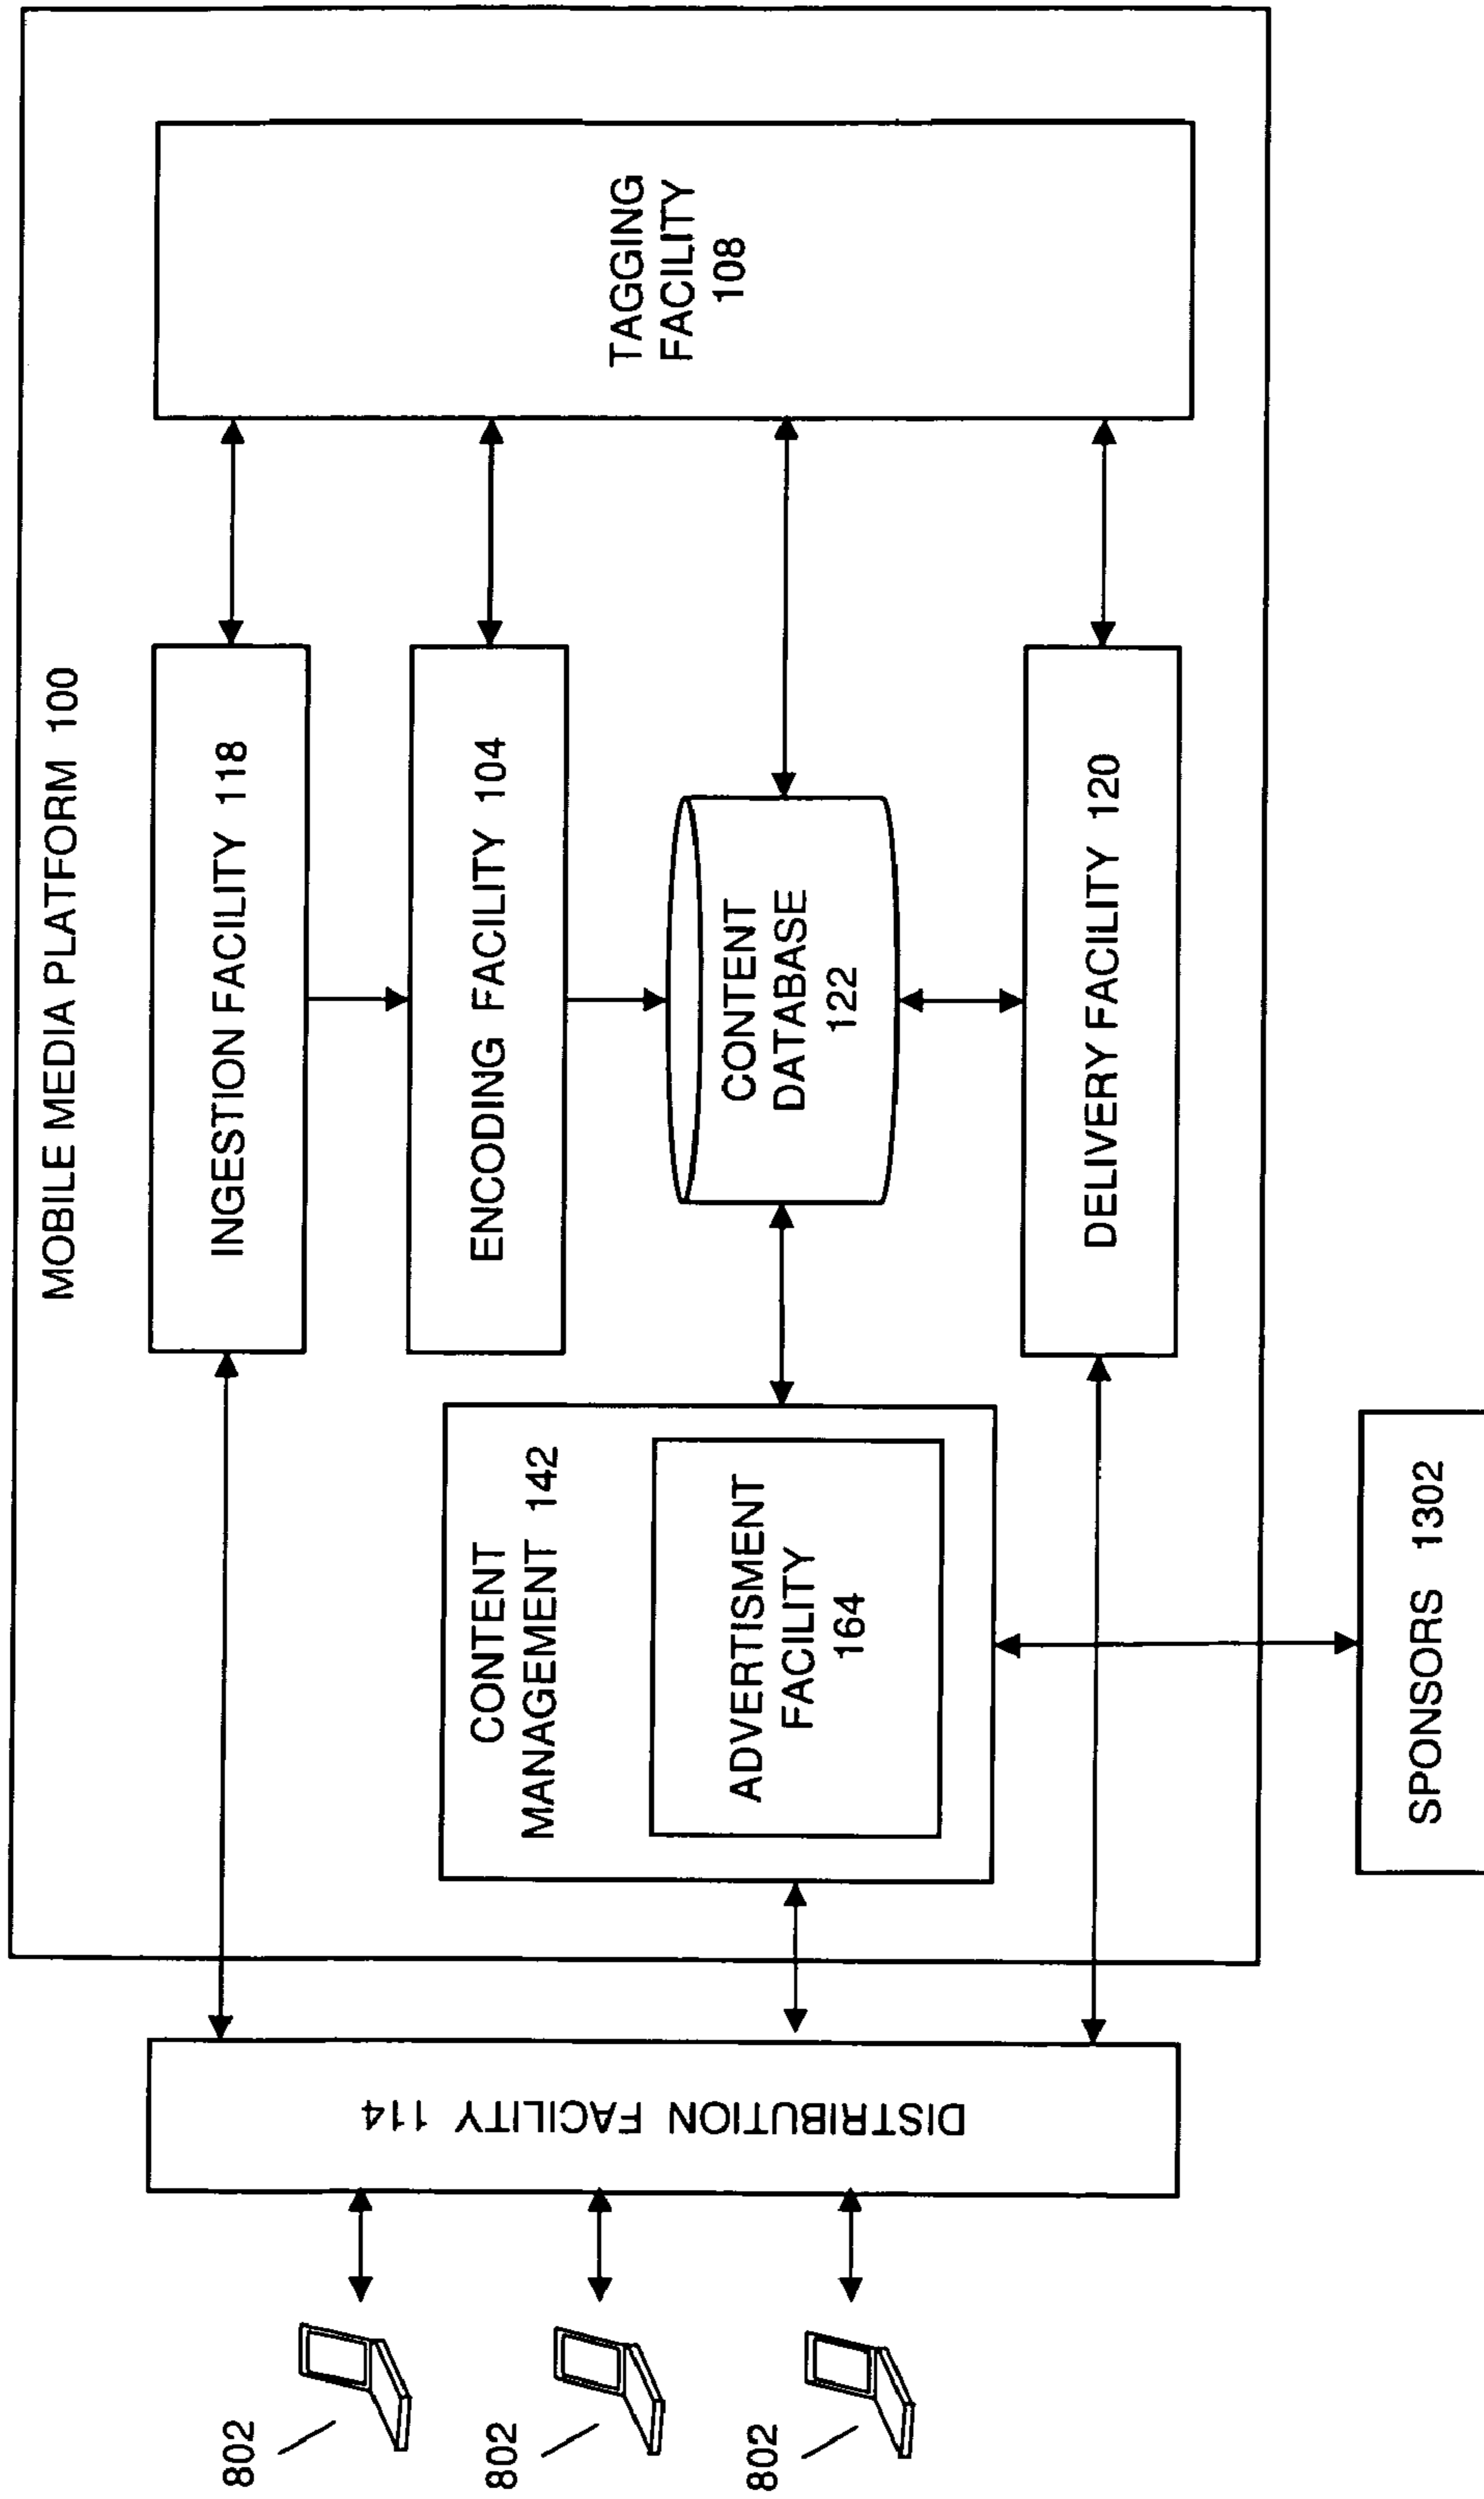 MOBILE MEDIA PLATFORM 100
802
802
802
DISTRIBUTION FACILITY 114
INGESTION FACILITY 118
ENCODING FACILITY 104
CONTENT
MANAGEMENT 142
ADVERTISMENT
FACILITY
164
CONTENT
DATABASE
122
DELIVERY FACILITY 120
TAGGING
FACILITY
108
SPONSORS 1302